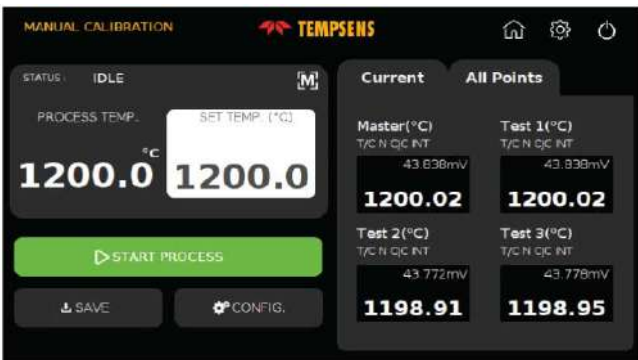 MANUAL CALIBRATION
TEMPSENS
STATUS: IDLE
[M]
PROCESS TEMP.
°C
1200.0
SET TEMP. (°C)
1200.0
START PROCESS
SAVE
CONFIG.
Current
All Points
Master(°C)
T/C N CJC INT
43.838mV
1200.02
Test 1(°C)
T/C N CJC INT
43.838mV
1200.02
Test 2(°C)
T/C N CJC INT
43.772mV
1198.91
Test 3(°C)
T/C N CJC INT
43.778mV
1198.95